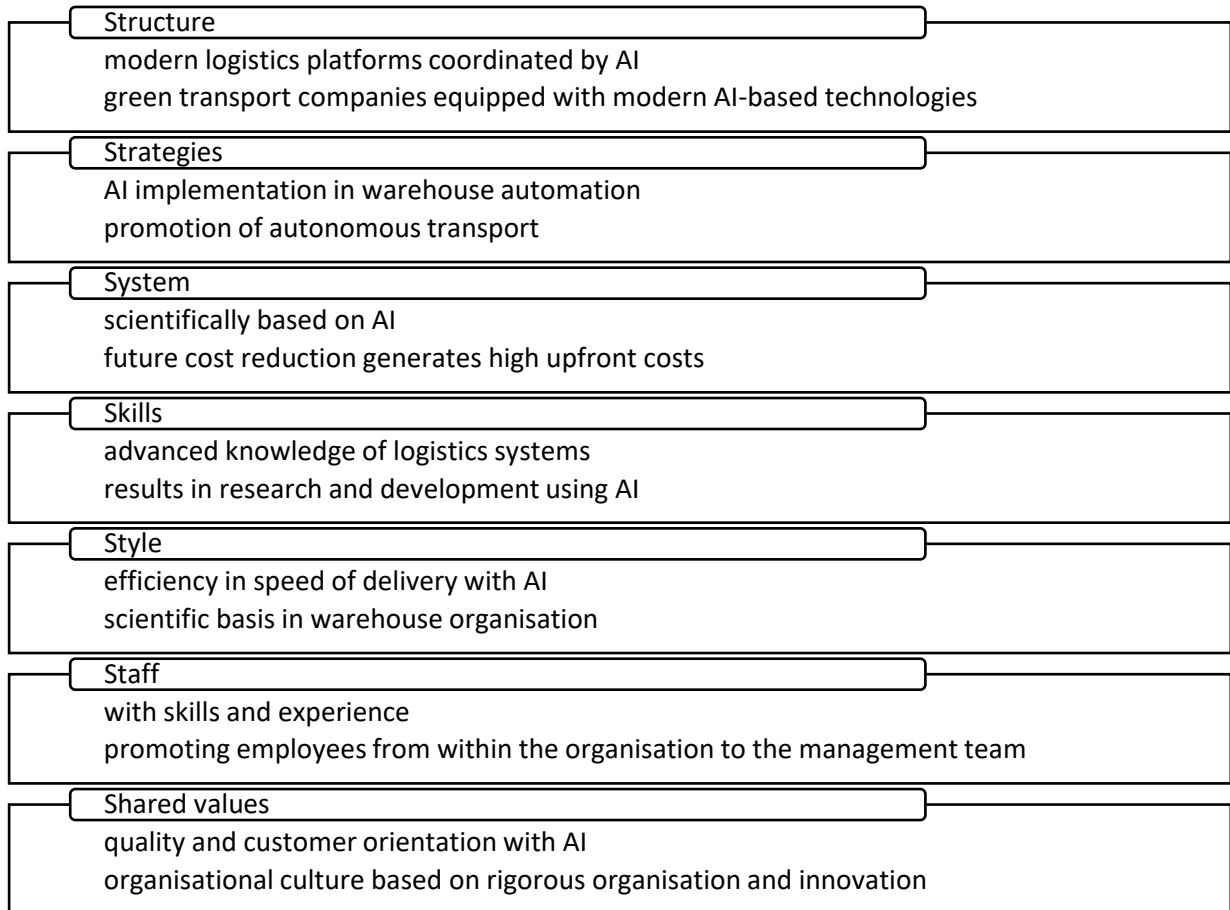 Structure
modern logistics platforms coordinated by AI
green transport companies equipped with modern AI-based technologies
Strategies
AI implementation in warehouse automation
promotion of autonomous transport
System
scientifically based on AI
future cost reduction generates high upfront costs
Skills
advanced knowledge of logistics systems
results in research and development using AI
Style
efficiency in speed of delivery with AI
scientific basis in warehouse organisation
Staff
with skills and experience
promoting employees from within the organisation to the management team
Shared values
quality and customer orientation with AI
organisational culture based on rigorous organisation and innovation